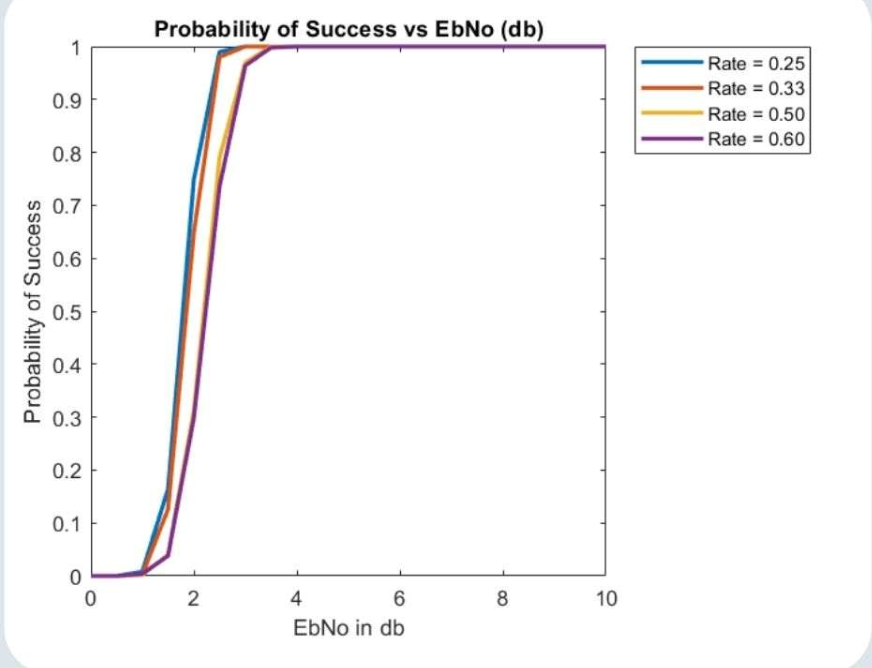 Probability of Success vs EbNo (db)
1
0.9
0.8
0.7
0.6
0.5
0.4
0.3
0.2
0.1
0
Probability of Success
0 2 4 6 8 10
EbNo in db
Rate = 0.25
Rate = 0.33
Rate = 0.50
Rate = 0.60